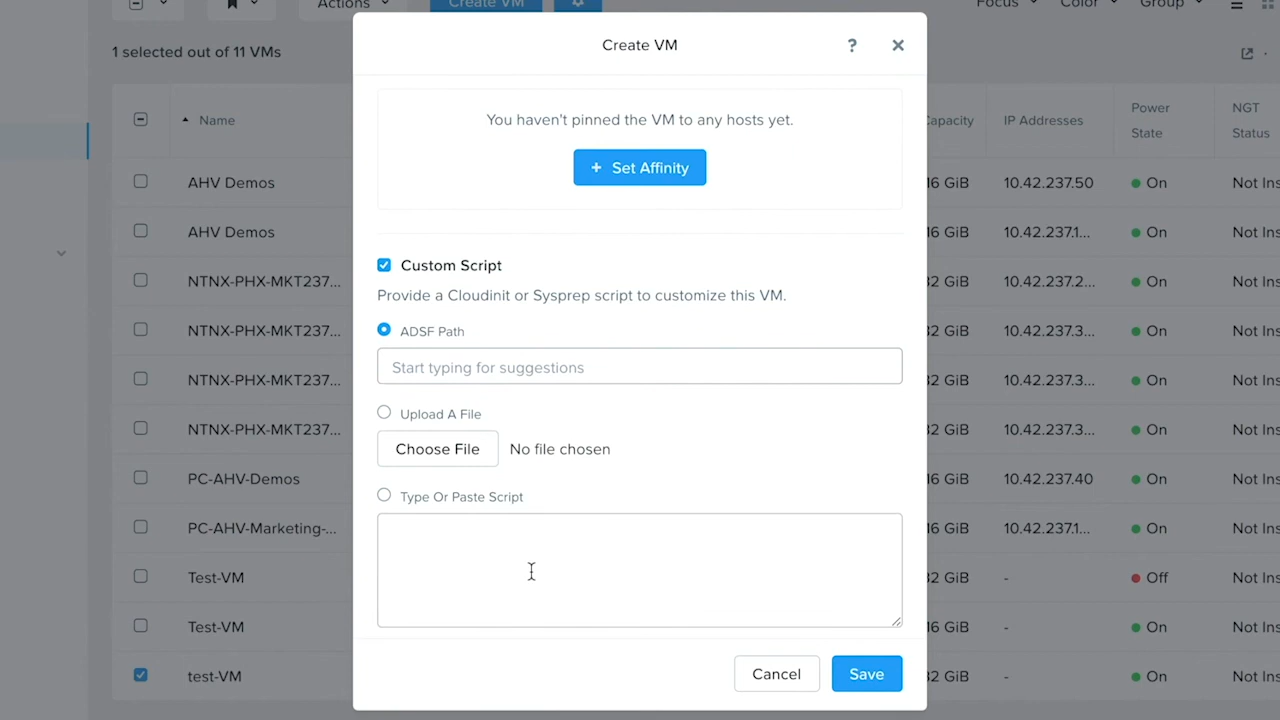 Actions
Create VM
Focus
Color
Group
1 selected out of 11 VMs
Create VM
?
You haven't pinned the VM to any hosts yet.
+ Set Affinity
Custom Script
Provide a Cloudinit or Sysprep script to customize this VM.
ADSF Path
Start typing for suggestions
Upload A File
Choose File
No file chosen
Type Or Paste Script
Cancel
Save
Name
Capacity
IP Addresses
Power
State
NGT
Status
AHV Demos
16 GiB
10.42.237.50
On
Not Ins
AHV Demos
16 GiB
10.42.237.1...
On
Not Ins
NTNX-PHX-MKT237...
32 GiB
10.42.237.2...
On
Not Ins
NTNX-PHX-MKT237...
32 GiB
10.42.237.3...
On
Not Ins
NTNX-PHX-MKT237...
32 GiB
10.42.237.3...
On
Not Ins
NTNX-PHX-MKT237...
32 GiB
10.42.237.3...
On
Not Ins
PC-AHV-Demos
16 GiB
10.42.237.40
On
Not Ins
PC-AHV-Marketing-...
16 GiB
10.42.237.1...
On
Not Ins
Test-VM
32 GiB
-
Off
Not Ins
Test-VM
16 GiB
-
On
Not Ins
test-VM
32 GiB
-
On
Not Ins